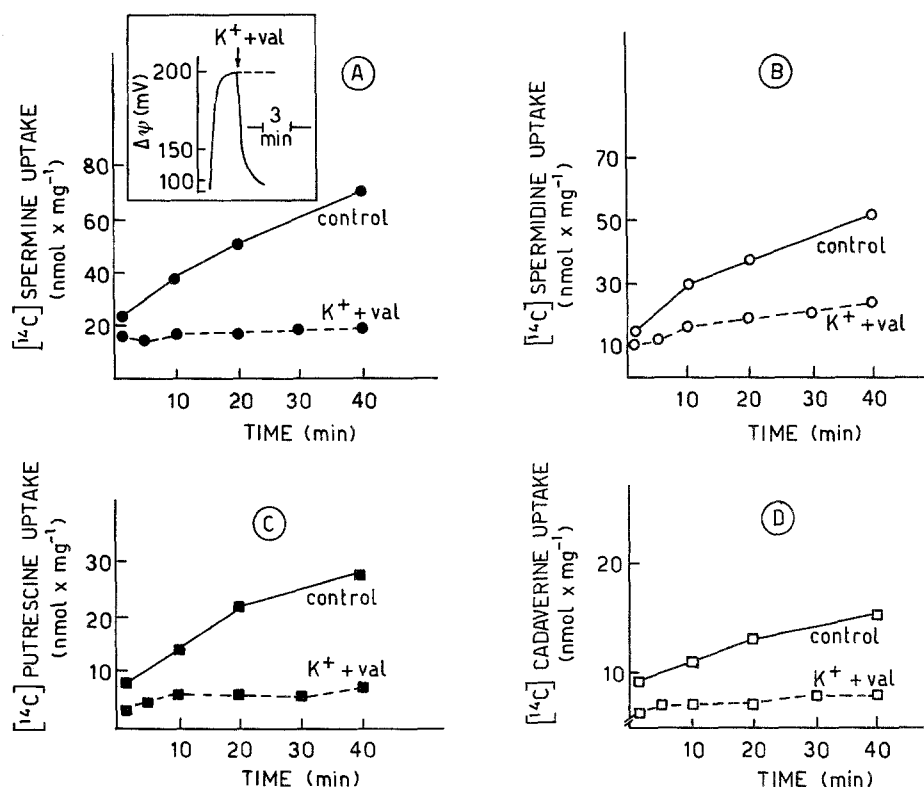 K⁺+val
A
200
150
100
Δψ (mV)
3
min
[¹⁴C] SPERMINE UPTAKE
(nmol x mg⁻¹)
80
60
40
20
control
K⁺+val
10 20 30 40
TIME (min)
B
[¹⁴C] SPERMIDINE UPTAKE
(nmol x mg⁻¹)
70
50
30
10
control
K⁺+val
10 20 30 40
TIME (min)
C
[¹⁴C] PUTRESCINE UPTAKE
(nmol x mg⁻¹)
30
20
10
control
K⁺+val
10 20 30 40
TIME (min)
D
[¹⁴C] CADAVERINE UPTAKE
(nmol x mg⁻¹)
20
10
control
K⁺+val
10 20 30 40
TIME (min)